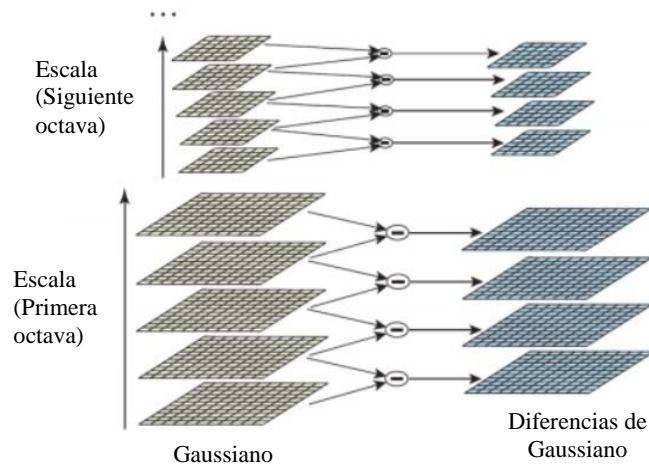 ...
Escala
(Siguiente
octava)
Escala
(Primera
octava)
Gaussiano
Diferencias de
Gaussiano